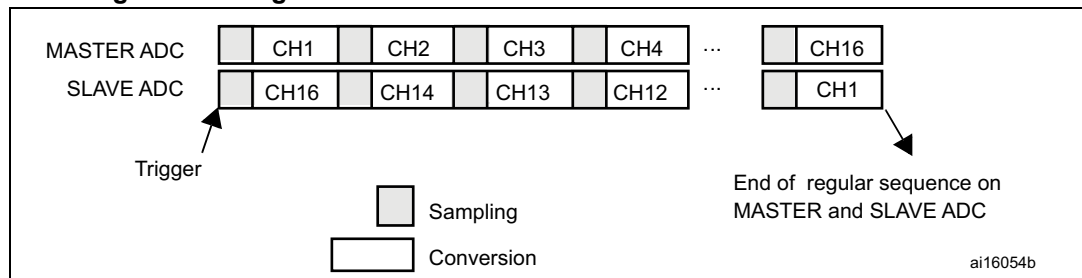 MASTER ADC CH1 CH2 CH3 CH4 ... CH16
SLAVE ADC CH16 CH14 CH13 CH12 ... CH1
Trigger
End of regular sequence on
MASTER and SLAVE ADC
Sampling
Conversion
ai16054b